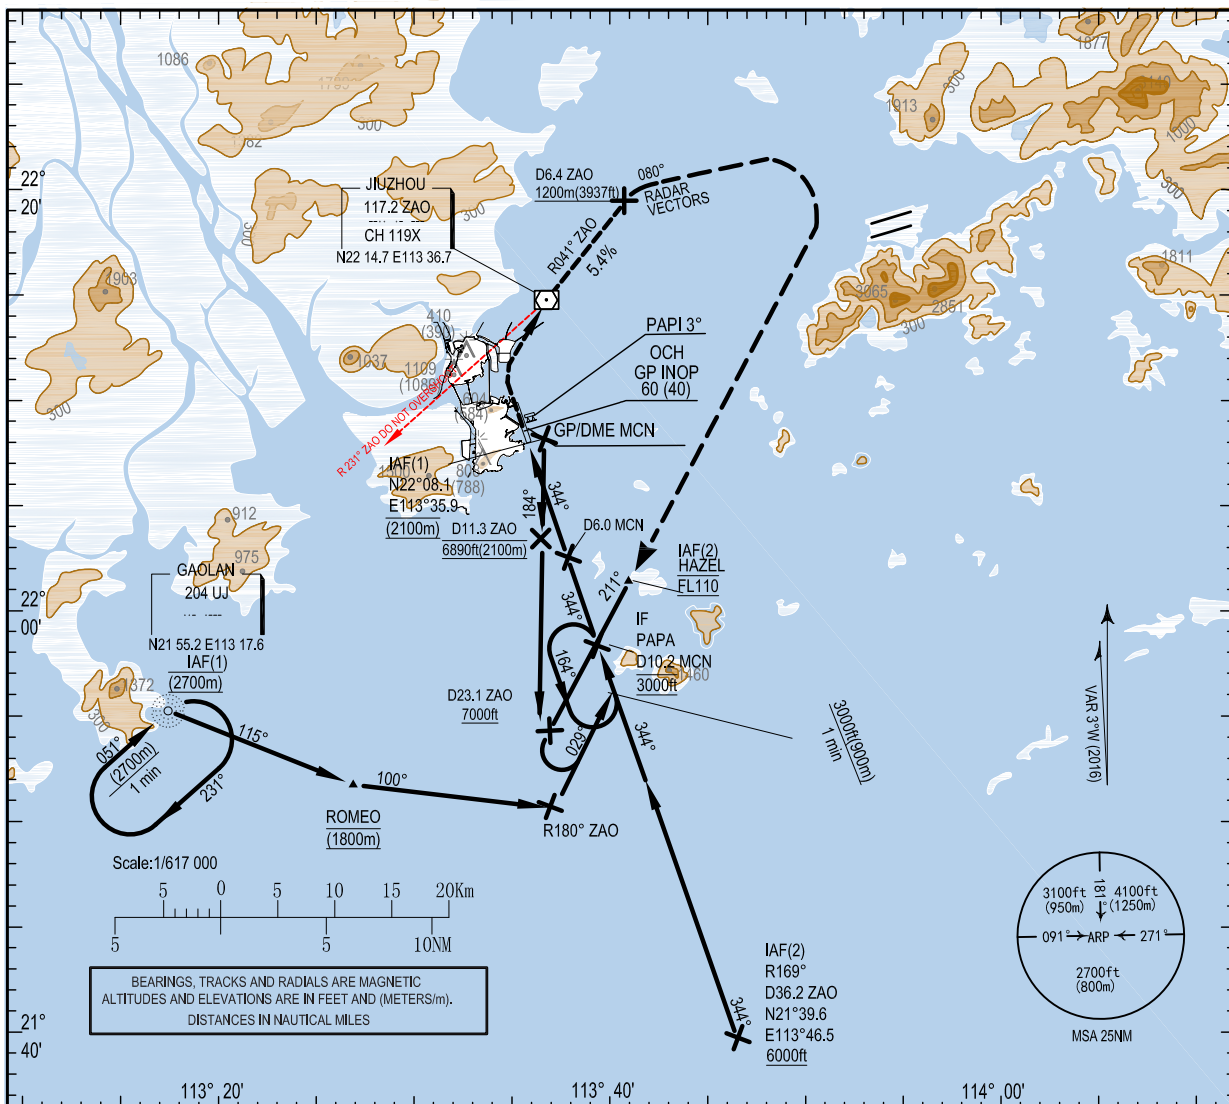 1086
1877
1913
300
1000
300
22°
20'
D6.4 ZAO
1200m(3937ft)
080°
RADAR
VECTORS
JIUZHOU
117.2 ZAO
CH 119X
N22 14.7 E113 36.7
300
300
R041° ZAO
5.4%
1903
3065
2851
300
1811
300
410
1037
1109
604
PAPI 3°
OCH
GP INOP
60 (40)
GP/DME MCN
R 231° ZAO DO NOT OVERSHOOT
300
IAF(1)
N22°08.1
E113°35.9
(2100m)
(788)
184°
344°
D11.3 ZAO
6890ft(2100m)
D6.0 MCN
912
975
GAOLAN
204 UJ
N21 55.2 E113 17.6
IAF(1)
(2700m)
22°
00'
211°
IAF(2)
HAZEL
FL110
344°
IF
PAPA
D10.2 MCN
3000ft
1460
164°
1372
300
D23.1 ZAO
7000ft
029°
344°
3000ft(900m)
1 min
VAR 3°W (2016)
051°
(2700m)
1 min
231°
115°
100°
ROMEO
(1800m)
R180° ZAO
Scale:1/617 000
5 0 5 10 15 20Km
5 5 10NM
BEARINGS, TRACKS AND RADIALS ARE MAGNETIC
ALTITUDES AND ELEVATIONS ARE IN FEET AND (METERS/m).
DISTANCES IN NAUTICAL MILES
344°
IAF(2)
R169°
D36.2 ZAO
N21°39.6
E113°46.5
6000ft
3100ft
(950m)
181°
4100ft
(1250m)
091° ARP 271°
2700ft
(800m)
MSA 25NM
21°
40'
113° 20'
113° 40'
114° 00'